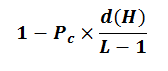 1 − P_c × d(H) / (L − 1)